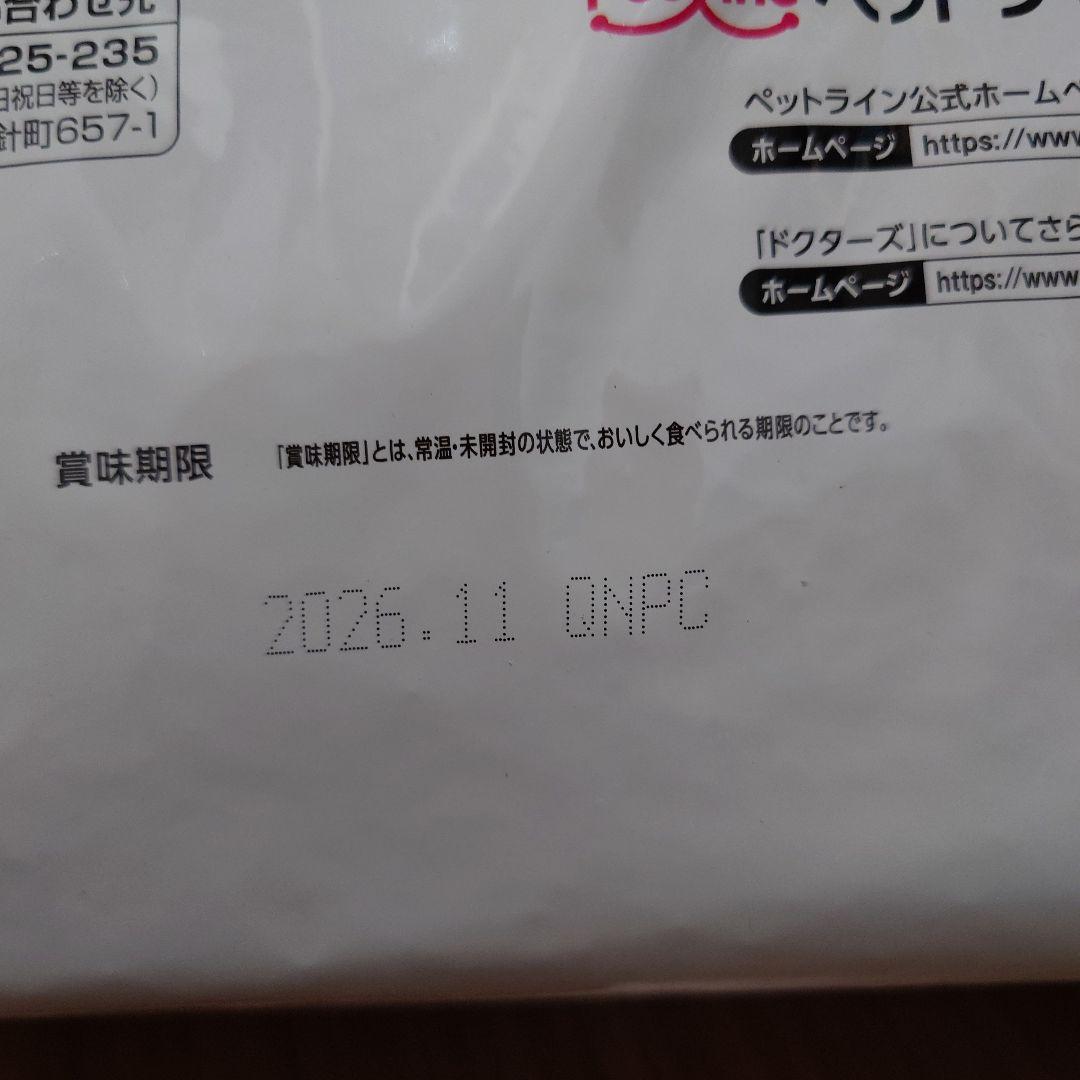 合わせ先
25-235
日祝日等を除く)
針町657-1
ペットライン公式ホームペ
ホームページ https://www
「ドクターズ」についてさら
ホームページ https://www.
賞味期限 「賞味期限」とは、常温・未開封の状態で、おいしく食べられる期限のことです。
2026.11 QNPC